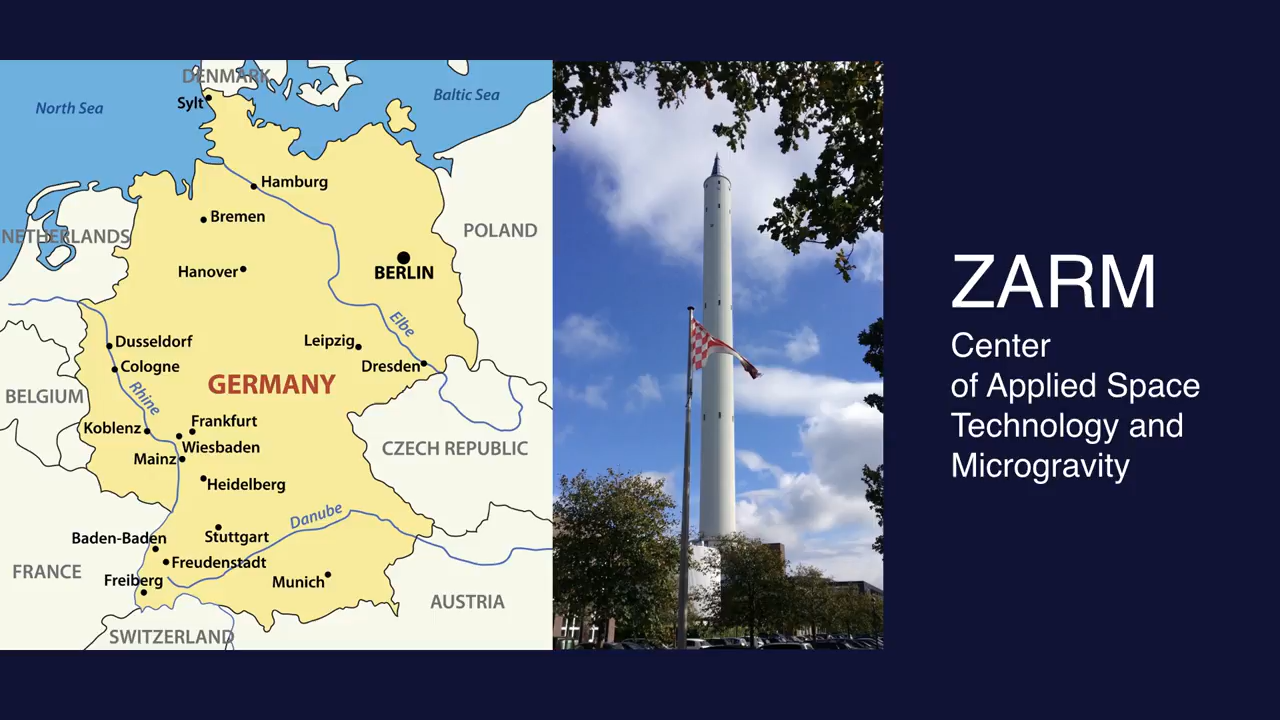 DENMARK
Sylt
North Sea
Baltic Sea
Hamburg
Bremen
NETHERLANDS
POLAND
Hanover
BERLIN
Elbe
Dusseldorf
Leipzig
Cologne
Dresden
GERMANY
BELGIUM
Rhine
Koblenz
Frankfurt
Wiesbaden
Mainz
CZECH REPUBLIC
Heidelberg
Danube
Baden-Baden
Stuttgart
FRANCE
Freudenstadt
Freiberg
Munich
AUSTRIA
SWITZERLAND
ZARM
Center
of Applied Space
Technology and
Microgravity